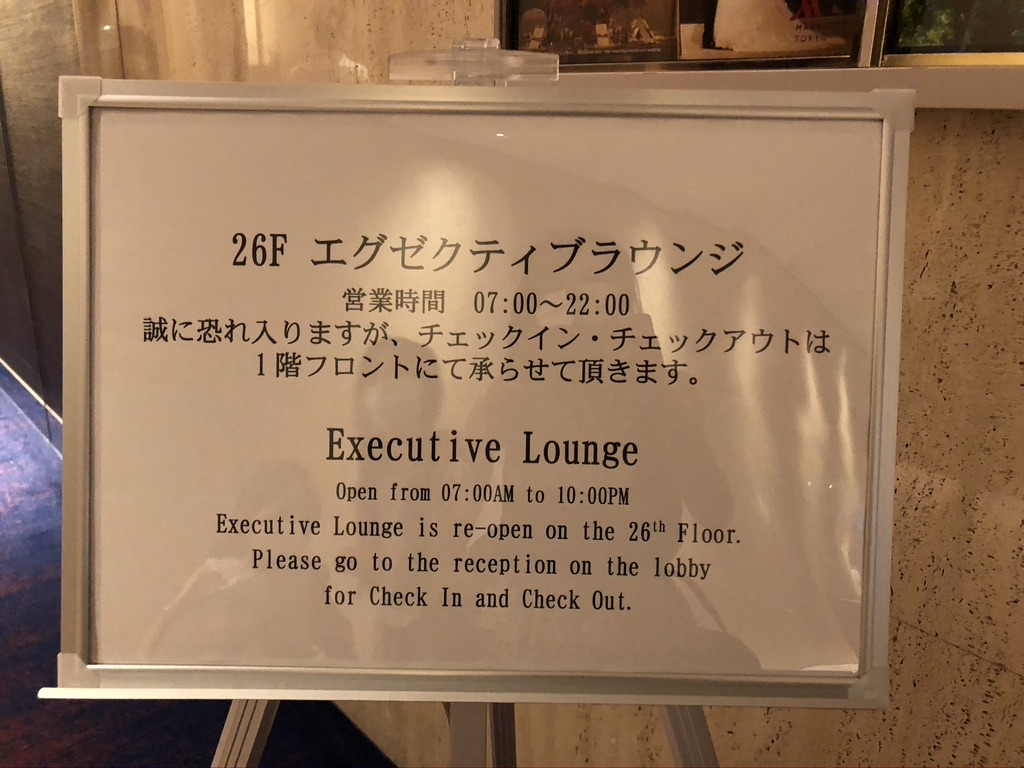 MA
TOKYO
26F エグゼクティブラウンジ
営業時間 07:00～22:00
誠に恐れ入りますが、チェックイン・チェックアウトは
1階フロントにて承らせて頂きます。
Executive Lounge
Open from 07:00AM to 10:00PM
Executive Lounge is re-open on the 26th Floor.
Please go to the reception on the lobby
for Check In and Check Out.